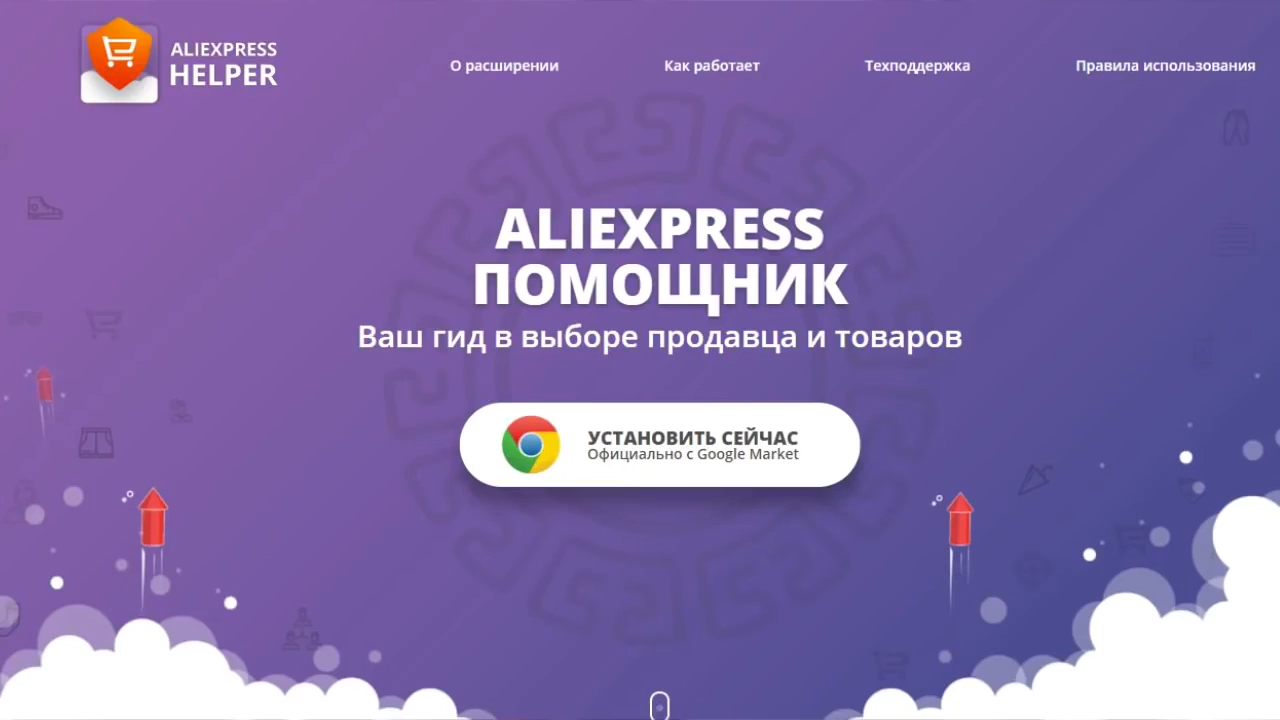 ALIEXPRESS
HELPER
О расширении
Как работает
Техподдержка
Правила использования
ALIEXPRESS
ПОМОЩНИК
Ваш гид в выборе продавца и товаров
УСТАНОВИТЬ СЕЙЧАС
Официально с Google Market